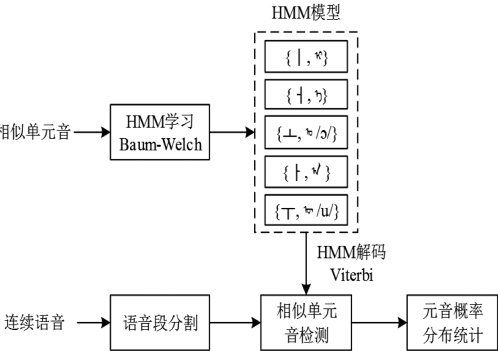 HMM模型
{ㅣ, }
{ㅓ, }
{ㅗ, /ɔ/}
{ㅏ, }
{ㅜ, /u/}
相似单元音
HMM学习
Baum-Welch
HMM解码
Viterbi
连续语音
语音段分割
相似单元
音检测
元音概率
分布统计